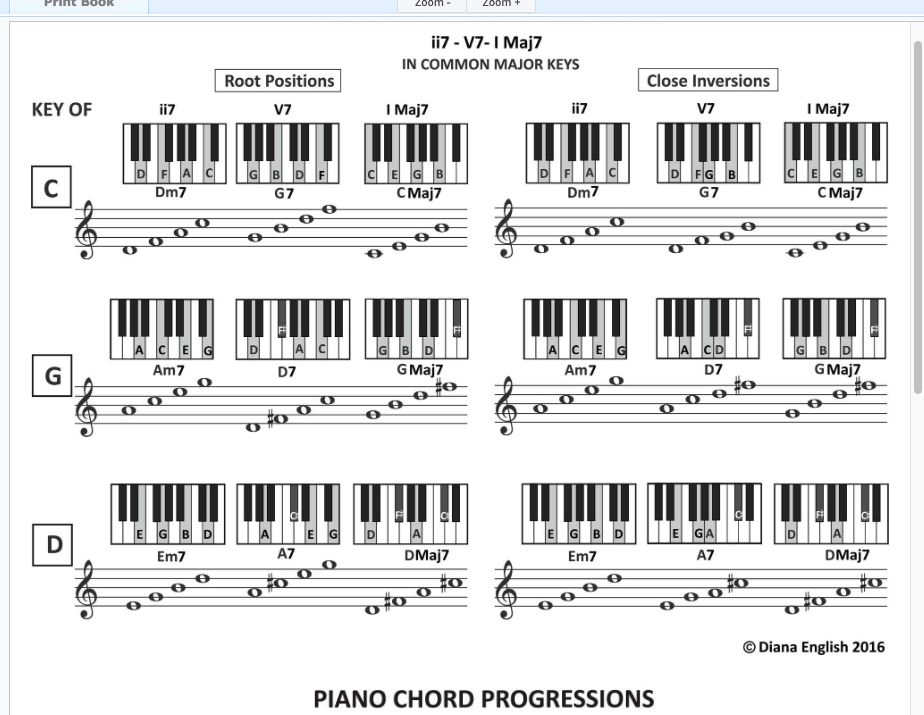 Print Book Zoom - Zoom +
ii7 - V7- I Maj7
IN COMMON MAJOR KEYS
Root Positions Close Inversions
KEY OF ii7 V7 I Maj7 ii7 V7 I Maj7
D F A C G B D F C E G B D F A C D F G B C E G B
C Dm7 G7 C Maj7 Dm7 G7 C Maj7
F# F# F# F#
A C E G D A C G B D A C E G A C D G B D
G Am7 D7 G Maj7 Am7 D7 G Maj7
C# F# C# C# F# C#
E G B D A E G D A E G B D E G A D A
D Em7 A7 DMaj7 Em7 A7 DMaj7
© Diana English 2016
PIANO CHORD PROGRESSIONS